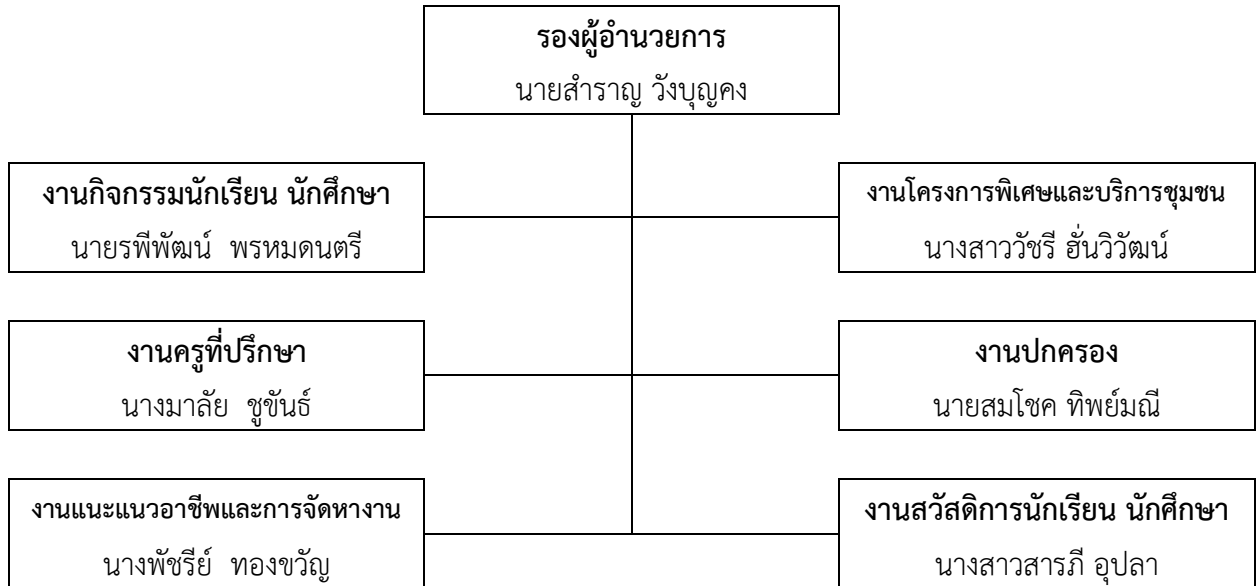 รองผู้อำนวยการ
นายสำราญ วังบุญคง
งานกิจกรรมนักเรียน นักศึกษา
นายรพีพัฒน์ พรหมดนตรี
งานโครงการพิเศษและบริการชุมชน
นางสาววัชรี ฮั่นวิวัฒน์
งานครูที่ปรึกษา
นางมาลัย ชูขันธ์
งานปกครอง
นายสมโชค ทิพย์มณี
งานแนะแนวอาชีพและการจัดหางาน
นางพัชรีย์ ทองขวัญ
งานสวัสดิการนักเรียน นักศึกษา
นางสาวสารภี อุปลา